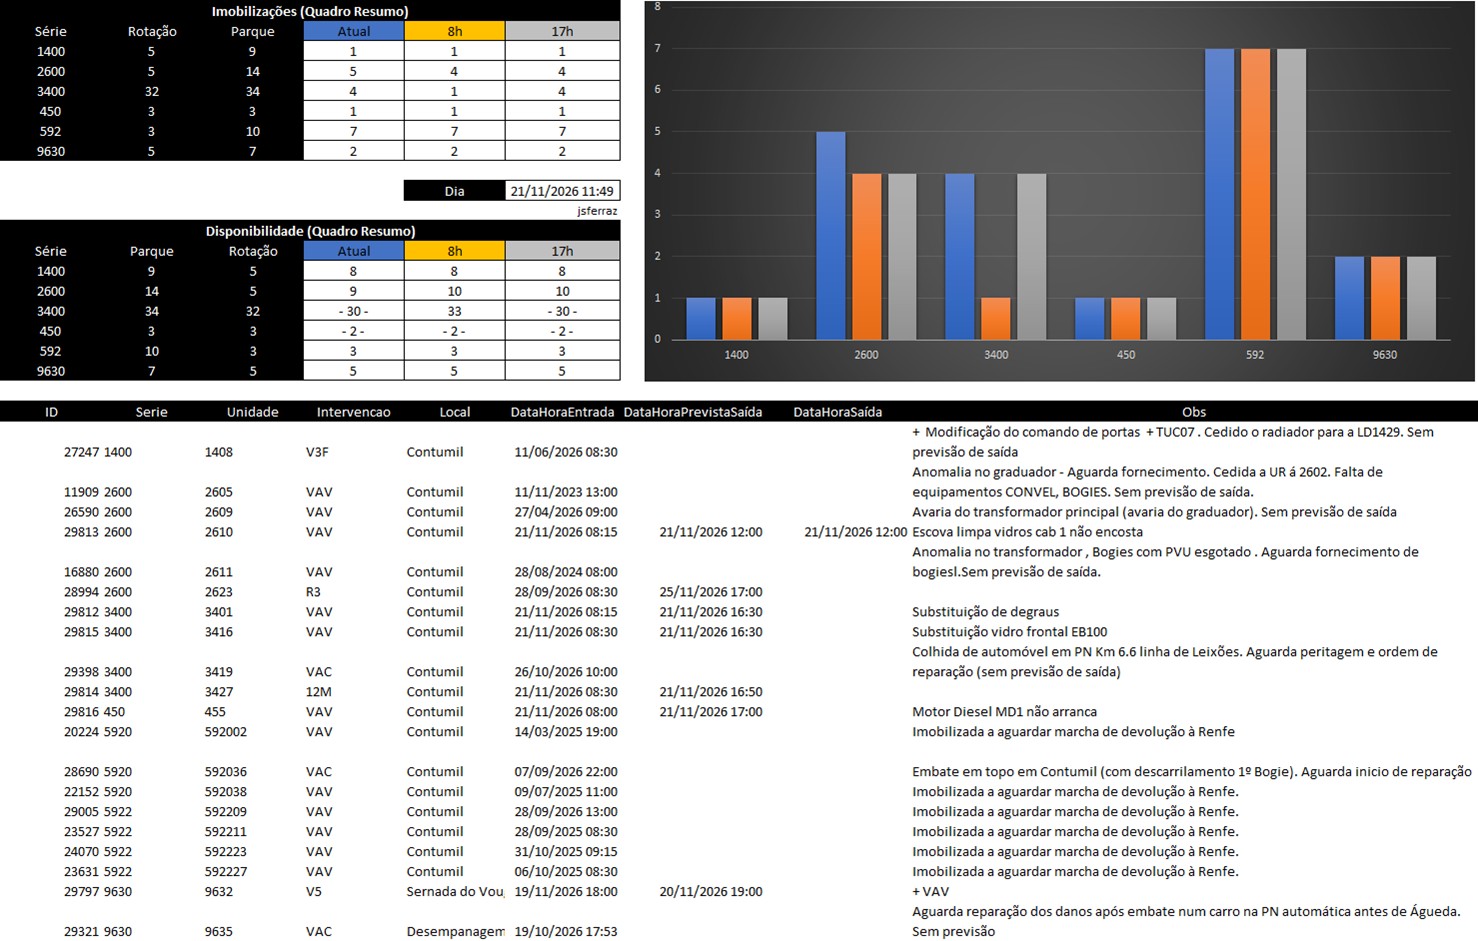 Imobilizações (Quadro Resumo)
Série Rotação Parque Atual 8h 17h
1400 5 9 1 1 1
2600 5 14 5 4 4
3400 32 34 4 1 4
450 3 3 1 1 1
592 3 10 7 7 7
9630 5 7 2 2 2
Dia 21/11/2026 11:49
jsferraz
Disponibilidade (Quadro Resumo)
Série Parque Rotação Atual 8h 17h
1400 9 5 8 8 8
2600 14 5 9 10 10
3400 34 32 - 30 - 33 - 30 -
450 3 3 - 2 - - 2 - - 2 -
592 10 3 3 3 3
9630 7 5 5 5 5
8
7
6
5
4
3
2
1
0
1400 2600 3400 450 592 9630
ID Serie Unidade Intervencao Local DataHoraEntrada DataHoraPrevistaSaída DataHoraSaída Obs
+ Modificação do comando de portas + TUC07 . Cedido o radiador para a LD1429. Sem
27247 1400 1408 V3F Contumil 11/06/2026 08:30 previsão de saída
Anomalia no graduador - Aguarda fornecimento. Cedida a UR á 2602. Falta de
11909 2600 2605 VAV Contumil 11/11/2023 13:00 equipamentos CONVEL, BOGIES. Sem previsão de saída.
26590 2600 2609 VAV Contumil 27/04/2026 09:00 Avaria do transformador principal (avaria do graduador). Sem previsão de saída
29813 2600 2610 VAV Contumil 21/11/2026 08:15 21/11/2026 12:00 21/11/2026 12:00 Escova limpa vidros cab 1 não encosta
Anomalia no transformador , Bogies com PVU esgotado . Aguarda fornecimento de
16880 2600 2611 VAV Contumil 28/08/2024 08:00 bogiesl.Sem previsão de saída.
28994 2600 2623 R3 Contumil 28/09/2026 08:30 25/11/2026 17:00
29812 3400 3401 VAV Contumil 21/11/2026 08:15 21/11/2026 16:30 Substituição de degraus
29815 3400 3416 VAV Contumil 21/11/2026 08:30 21/11/2026 16:30 Substituição vidro frontal EB100
Colhida de automóvel em PN Km 6.6 linha de Leixões. Aguarda peritagem e ordem de
29398 3400 3419 VAC Contumil 26/10/2026 10:00 reparação (sem previsão de saída)
29814 3400 3427 12M Contumil 21/11/2026 08:30 21/11/2026 16:50
29816 450 455 VAV Contumil 21/11/2026 08:00 21/11/2026 17:00 Motor Diesel MD1 não arranca
20224 5920 592002 VAV Contumil 14/03/2025 19:00 Imobilizada a aguardar marcha de devolução à Renfe
28690 5920 592036 VAC Contumil 07/09/2026 22:00 Embate em topo em Contumil (com descarrilamento 1º Bogie). Aguarda inicio de reparação
22152 5920 592038 VAV Contumil 09/07/2025 11:00 Imobilizada a aguardar marcha de devolução à Renfe.
29005 5922 592209 VAV Contumil 28/09/2026 13:00 Imobilizada a aguardar marcha de devolução à Renfe.
23527 5922 592211 VAV Contumil 28/09/2025 08:30 Imobilizada a aguardar marcha de devolução à Renfe.
24070 5922 592223 VAV Contumil 31/10/2025 09:15 Imobilizada a aguardar marcha de devolução à Renfe.
23631 5922 592227 VAV Contumil 06/10/2025 08:30 Imobilizada a aguardar marcha de devolução à Renfe.
29797 9630 9632 V5 Sernada do Vou 19/11/2026 18:00 20/11/2026 19:00 + VAV
Aguarda reparação dos danos após embate num carro na PN automática antes de Águeda.
29321 9630 9635 VAC Desempanagem 19/10/2026 17:53 Sem previsão